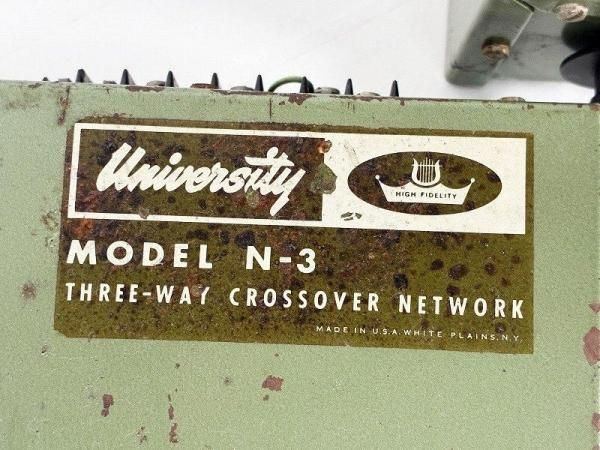 University
HIGH FIDELITY
MODEL N-3
THREE-WAY CROSSOVER NETWORK
MADE IN U.S.A. WHITE PLAINS, N.Y.